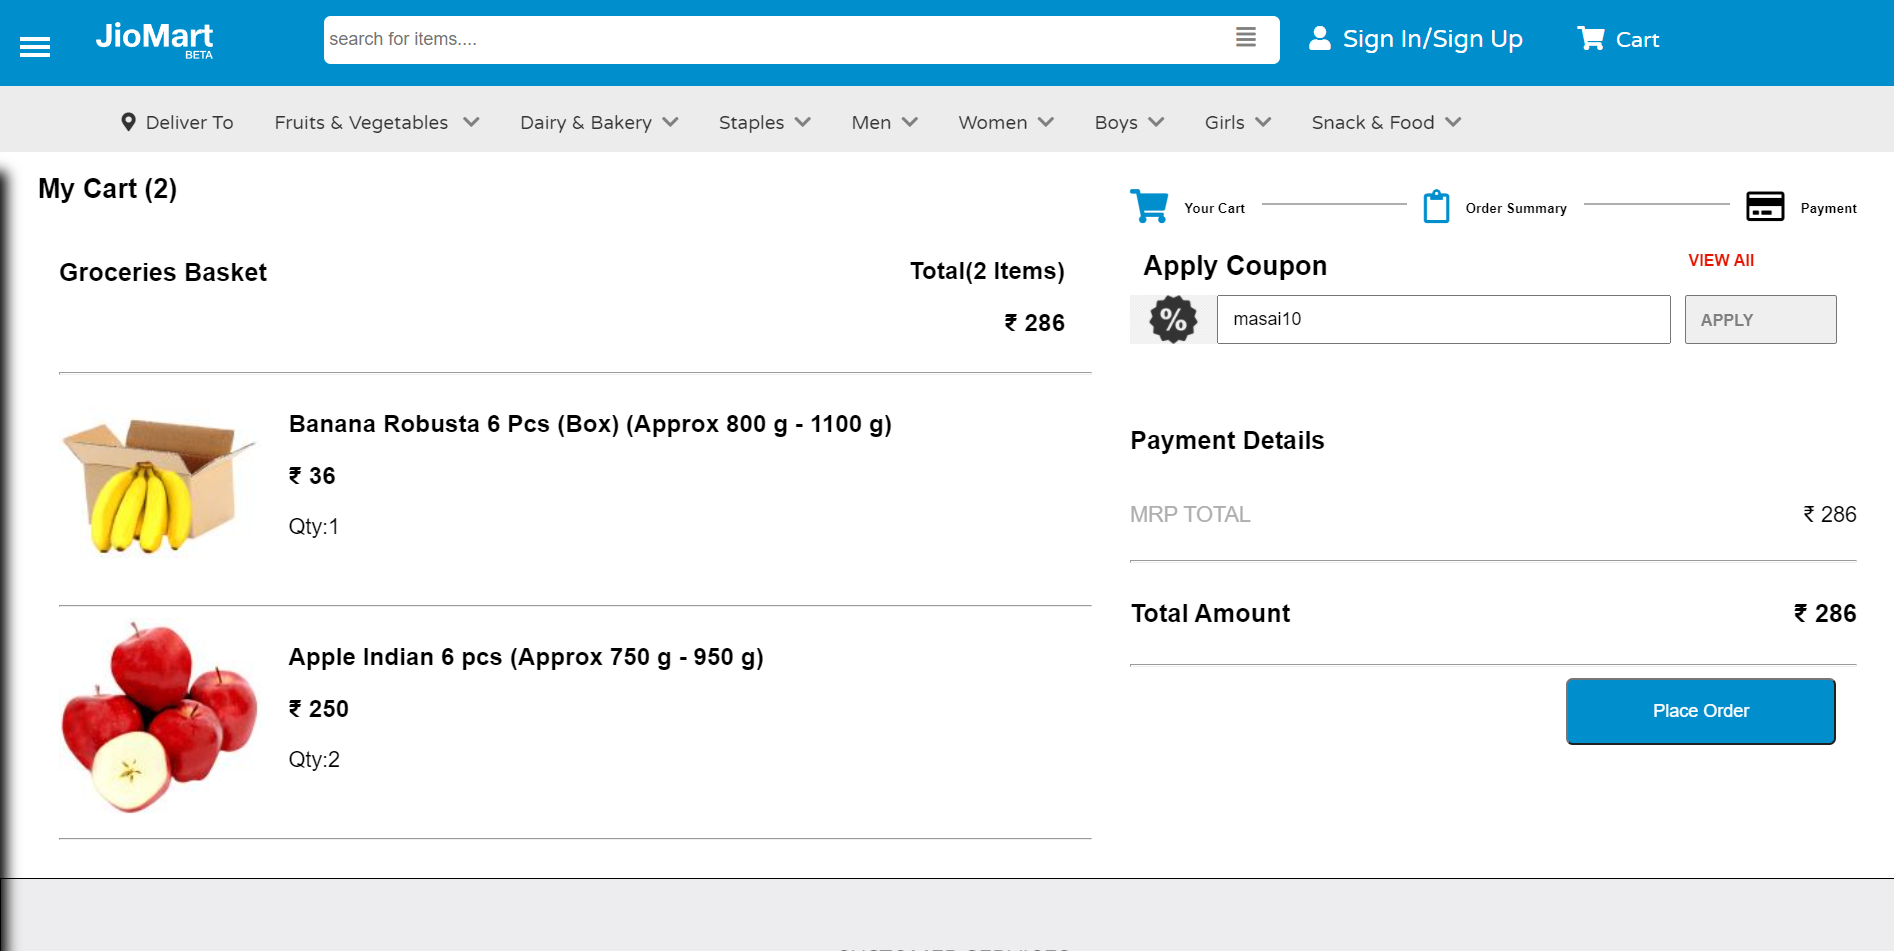 JioMart
BETA
search for items....
Sign In/Sign Up
Cart
Deliver To
Fruits & Vegetables
Dairy & Bakery
Staples
Men
Women
Boys
Girls
Snack & Food
My Cart (2)
Groceries Basket
Total(2 Items)
₹ 286
Banana Robusta 6 Pcs (Box) (Approx 800 g - 1100 g)
₹ 36
Qty:1
Apple Indian 6 pcs (Approx 750 g - 950 g)
₹ 250
Qty:2
Your Cart
Order Summary
Payment
Apply Coupon
VIEW All
%
masai10
APPLY
Payment Details
MRP TOTAL
₹ 286
Total Amount
₹ 286
Place Order
CUSTOMER SERVICES